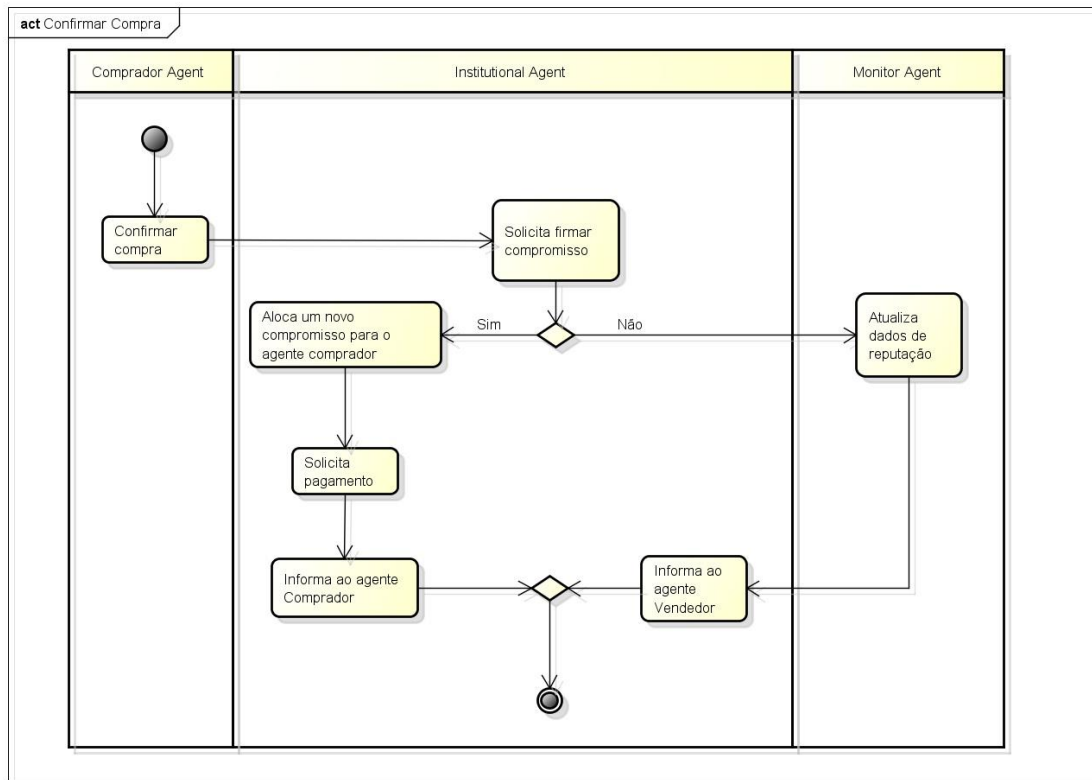 act Confirmar Compra
Comprador Agent
Institutional Agent
Monitor Agent
Confirmar
compra
Solicita firmar
compromisso
Aloca um novo
compromisso para o
agente comprador
Sim
Não
Atualiza
dados de
reputação
Solicita
pagamento
Informa ao agente
Comprador
Informa ao
agente
Vendedor